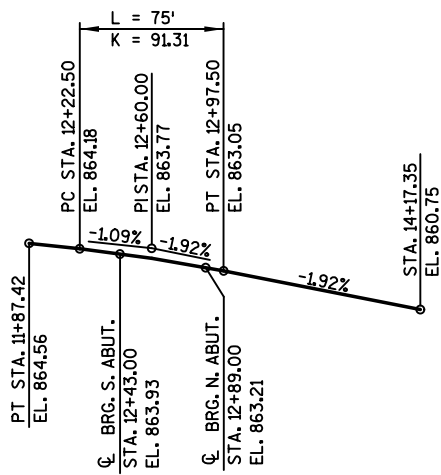 L = 75'
K = 91.31
PC STA. 12+22.50
EL. 864.18
PI STA. 12+60.00
EL. 863.77
PT STA. 12+97.50
EL. 863.05
STA. 14+17.35
EL. 860.75
-1.09%
-1.92%
-1.92%
PT STA. 11+87.42
EL. 864.56
℄ BRG. S. ABUT.
STA. 12+43.00
EL. 863.93
℄ BRG. N. ABUT.
STA. 12+89.00
EL. 863.21